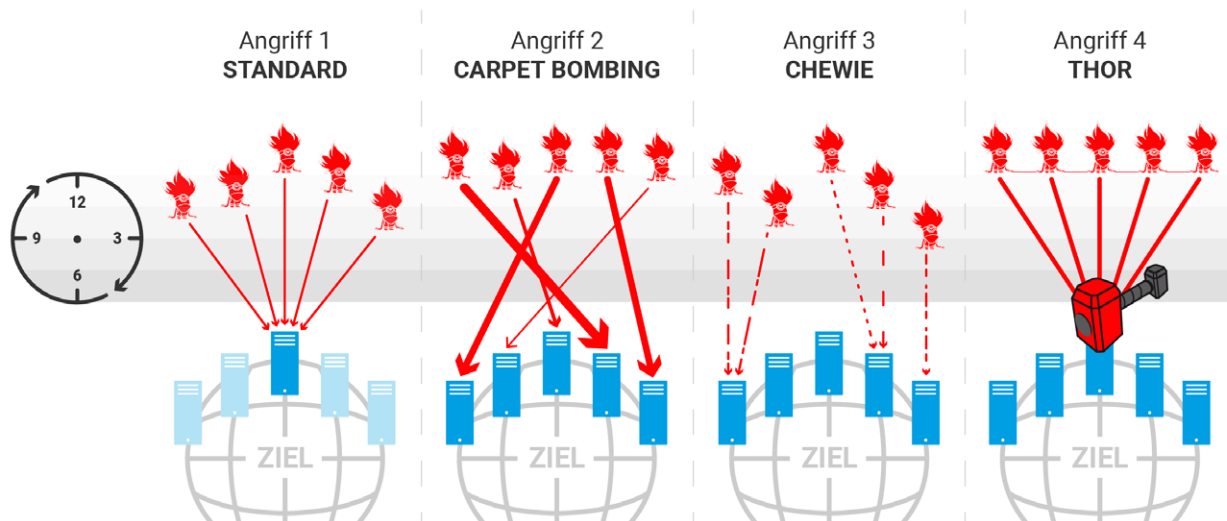 Angriff 1
STANDARD
Angriff 2
CARPET BOMBING
Angriff 3
CHEWIE
Angriff 4
THOR
12
9
3
6
ZIEL
ZIEL
ZIEL
ZIEL